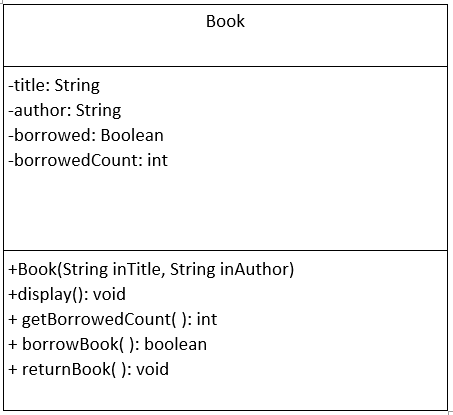 Book
-title: String
-author: String
-borrowed: Boolean
-borrowedCount: int
+Book(String inTitle, String inAuthor)
+display(): void
+ getBorrowedCount( ): int
+ borrowBook( ): boolean
+ returnBook( ): void